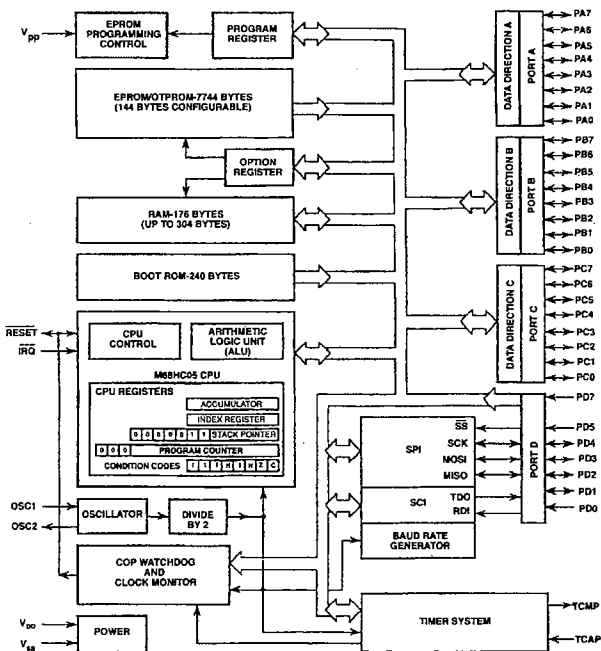 VPP
EPROM
PROGRAMMING
CONTROL
PROGRAM
REGISTER
EPROM/OTPROM-7744 BYTES
(144 BYTES CONFIGURABLE)
OPTION
REGISTER
RAM-176 BYTES
(UP TO 304 BYTES)
BOOT ROM-240 BYTES
RESET
IRQ
CPU
CONTROL
ARITHMETIC
LOGIC UNIT
(ALU)
M68HC05 CPU
CPU REGISTERS
ACCUMULATOR
INDEX REGISTER
0 0 0 0 0 1 1 STACK POINTER
0 0 0 PROGRAM COUNTER
CONDITION CODES 1 1 1 H I N Z C
OSC1
OSC2
OSCILLATOR
DIVIDE
BY 2
COP WATCHDOG
AND
CLOCK MONITOR
VDD
VSS
POWER
DATA DIRECTION A
PORT A
PA7
PA6
PA5
PA4
PA3
PA2
PA1
PA0
DATA DIRECTION B
PORT B
PB7
PB6
PB5
PB4
PB3
PB2
PB1
PB0
DATA DIRECTION C
PORT C
PC7
PC6
PC5
PC4
PC3
PC2
PC1
PC0
PORT D
PD7
PD5
PD4
PD3
PD2
PD1
PD0
SPI
SS
SCK
MOSI
MISO
SCI
TDO
RDI
BAUD RATE
GENERATOR
TIMER SYSTEM
TCMP
TCAP